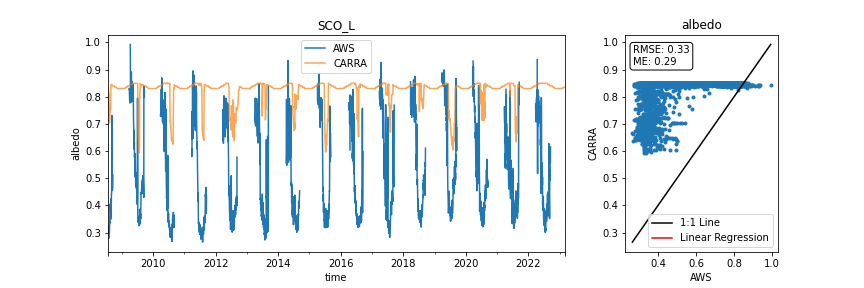 SCO_L
albedo
1.0
0.9
0.8
0.7
0.6
0.5
0.4
0.3
albedo
AWS
CARRA
2010
2012
2014
2016
2018
2020
2022
time
albedo
RMSE: 0.33
ME: 0.29
1.0
0.9
0.8
0.7
0.6
0.5
0.4
0.3
CARRA
1:1 Line
Linear Regression
0.4
0.6
0.8
1.0
AWS